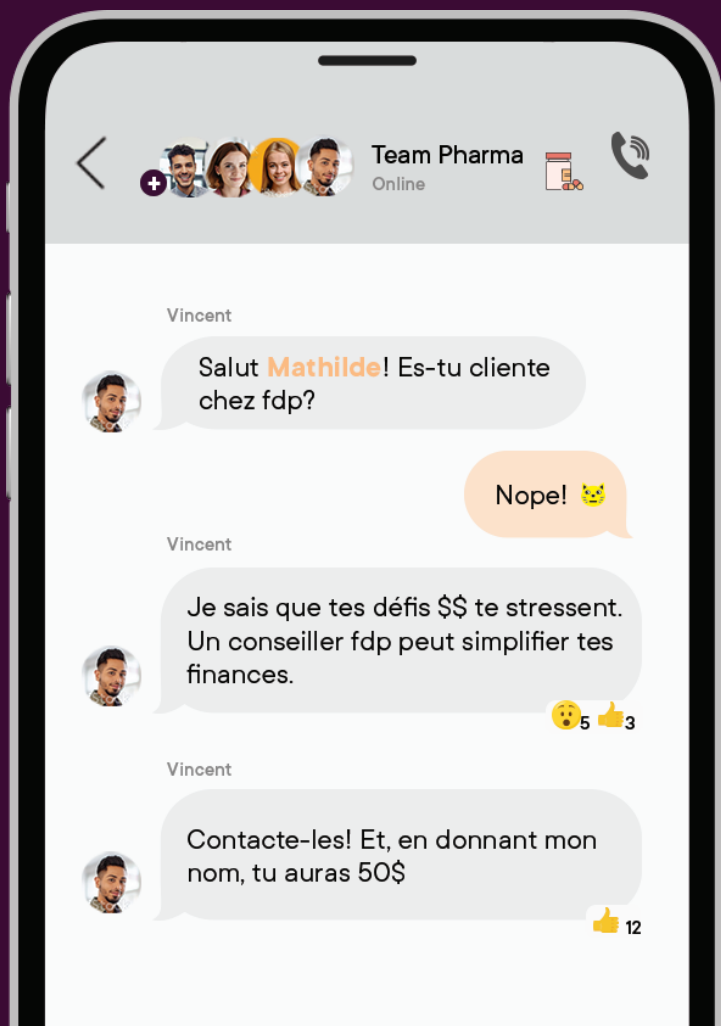 Team Pharma
Online
Vincent
Salut Mathilde! Es-tu cliente
chez fdp?
Nope!
Vincent
Je sais que tes défis $$ te stressent.
Un conseiller fdp peut simplifier tes
finances.
5 3
Vincent
Contacte-les! Et, en donnant mon
nom, tu auras 50$
12